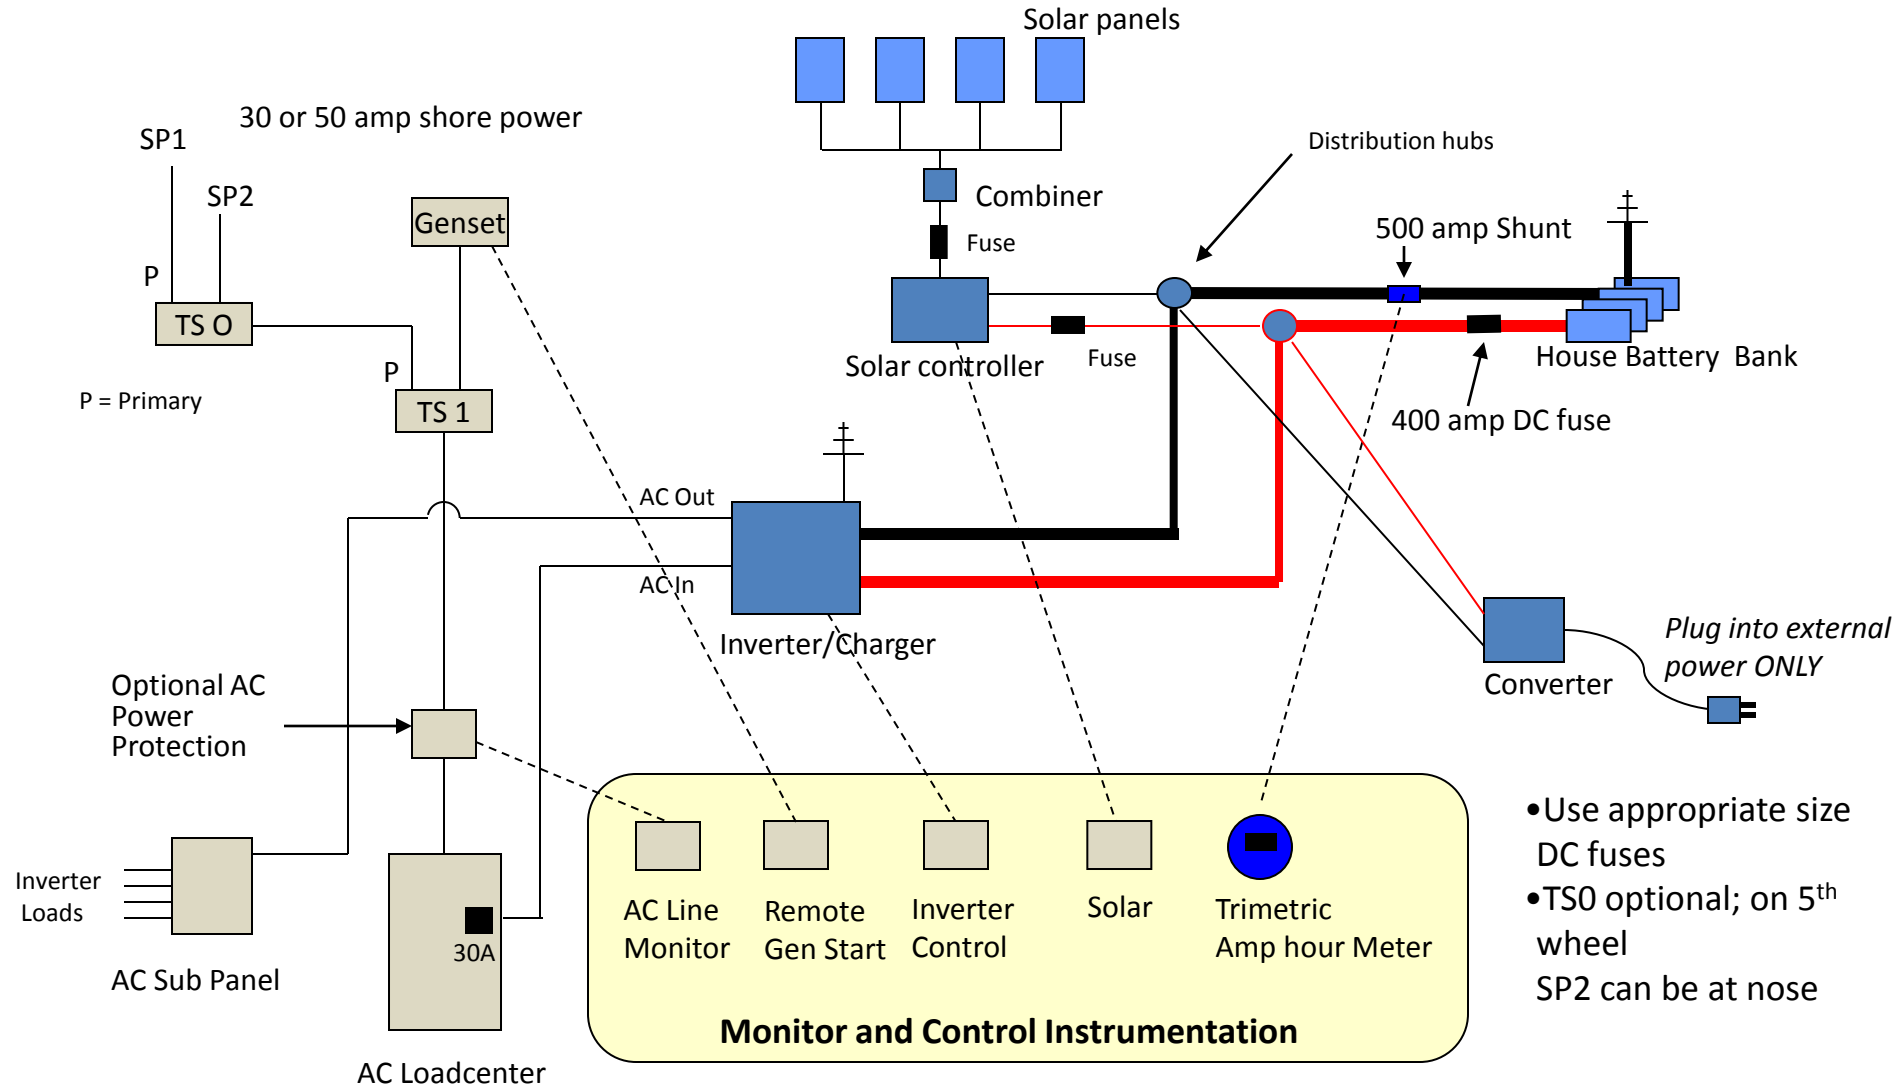 Solar panels
30 or 50 amp shore power
SP1
Distribution hubs
SP2
Combiner
Genset
500 amp Shunt
Fuse
P
TS O
Solar controller
Fuse
House Battery Bank
P
P = Primary
TS 1
400 amp DC fuse
AC Out
AC In
Inverter/Charger
Plug into external
power ONLY
Converter
Optional AC
Power
Protection
•Use appropriate size
DC fuses
•TS0 optional; on 5th
wheel
SP2 can be at nose
Inverter
Loads
AC Sub Panel
30A
AC Loadcenter
AC Line
Monitor
Remote
Gen Start
Inverter
Control
Solar
Trimetric
Amp hour Meter
Monitor and Control Instrumentation